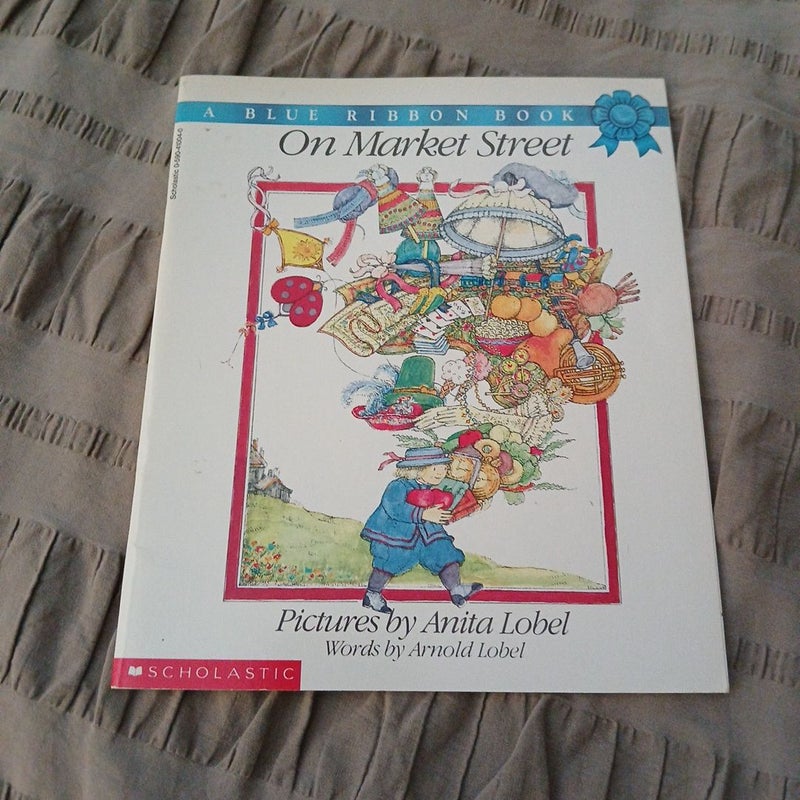 A BLUE RIBBON BOOK
On Market Street
Pictures by Anita Lobel
Words by Arnold Lobel
SCHOLASTIC